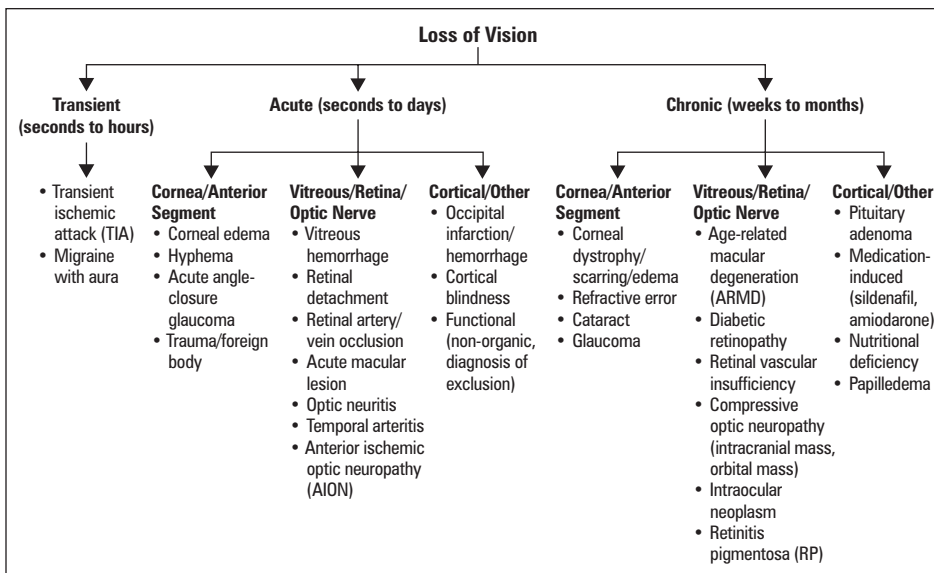 Loss of Vision
Transient
(seconds to hours)
• Transient
ischemic
attack (TIA)
• Migraine
with aura
Acute (seconds to days)
Cornea/Anterior
Segment
• Corneal edema
• Hyphema
• Acute angle-
closure
glaucoma
• Trauma/foreign
body
Vitreous/Retina/
Optic Nerve
• Vitreous
hemorrhage
• Retinal
detachment
• Retinal artery/
vein occlusion
• Acute macular
lesion
• Optic neuritis
• Temporal arteritis
• Anterior ischemic
optic neuropathy
(AION)
Cortical/Other
• Occipital
infarction/
hemorrhage
• Cortical
blindness
• Functional
(non-organic,
diagnosis of
exclusion)
Chronic (weeks to months)
Cornea/Anterior
Segment
• Corneal
dystrophy/
scarring/edema
• Refractive error
• Cataract
• Glaucoma
Vitreous/Retina/
Optic Nerve
• Age-related
macular
degeneration
(ARMD)
• Diabetic
retinopathy
• Retinal vascular
insufficiency
• Compressive
optic neuropathy
(intracranial mass,
orbital mass)
• Intraocular
neoplasm
• Retinitis
pigmentosa (RP)
Cortical/Other
• Pituitary
adenoma
• Medication-
induced
(sildenafil,
amiodarone)
• Nutritional
deficiency
• Papilledema